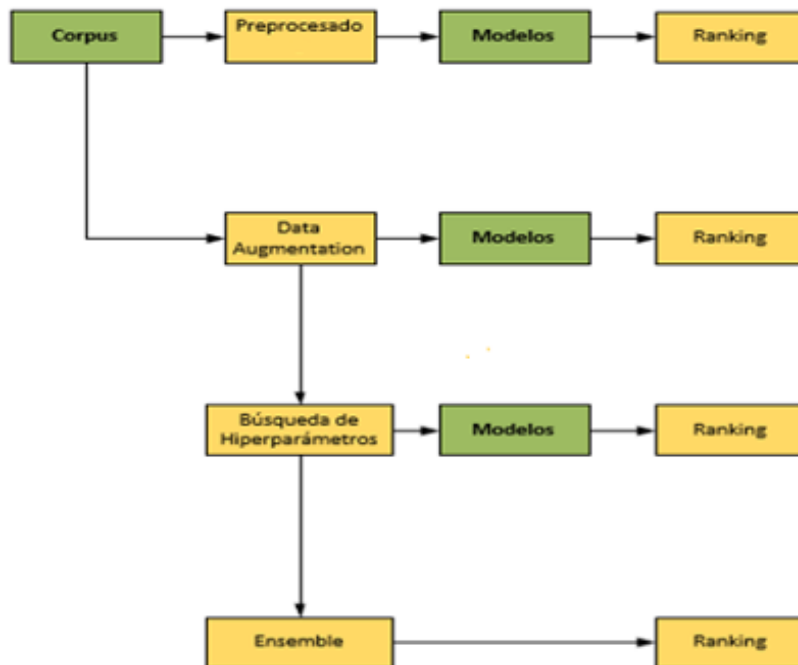 Corpus
Preprocesado
Modelos
Ranking
Data
Augmentation
Modelos
Ranking
Búsqueda de
Hiperparámetros
Modelos
Ranking
Ensemble
Ranking